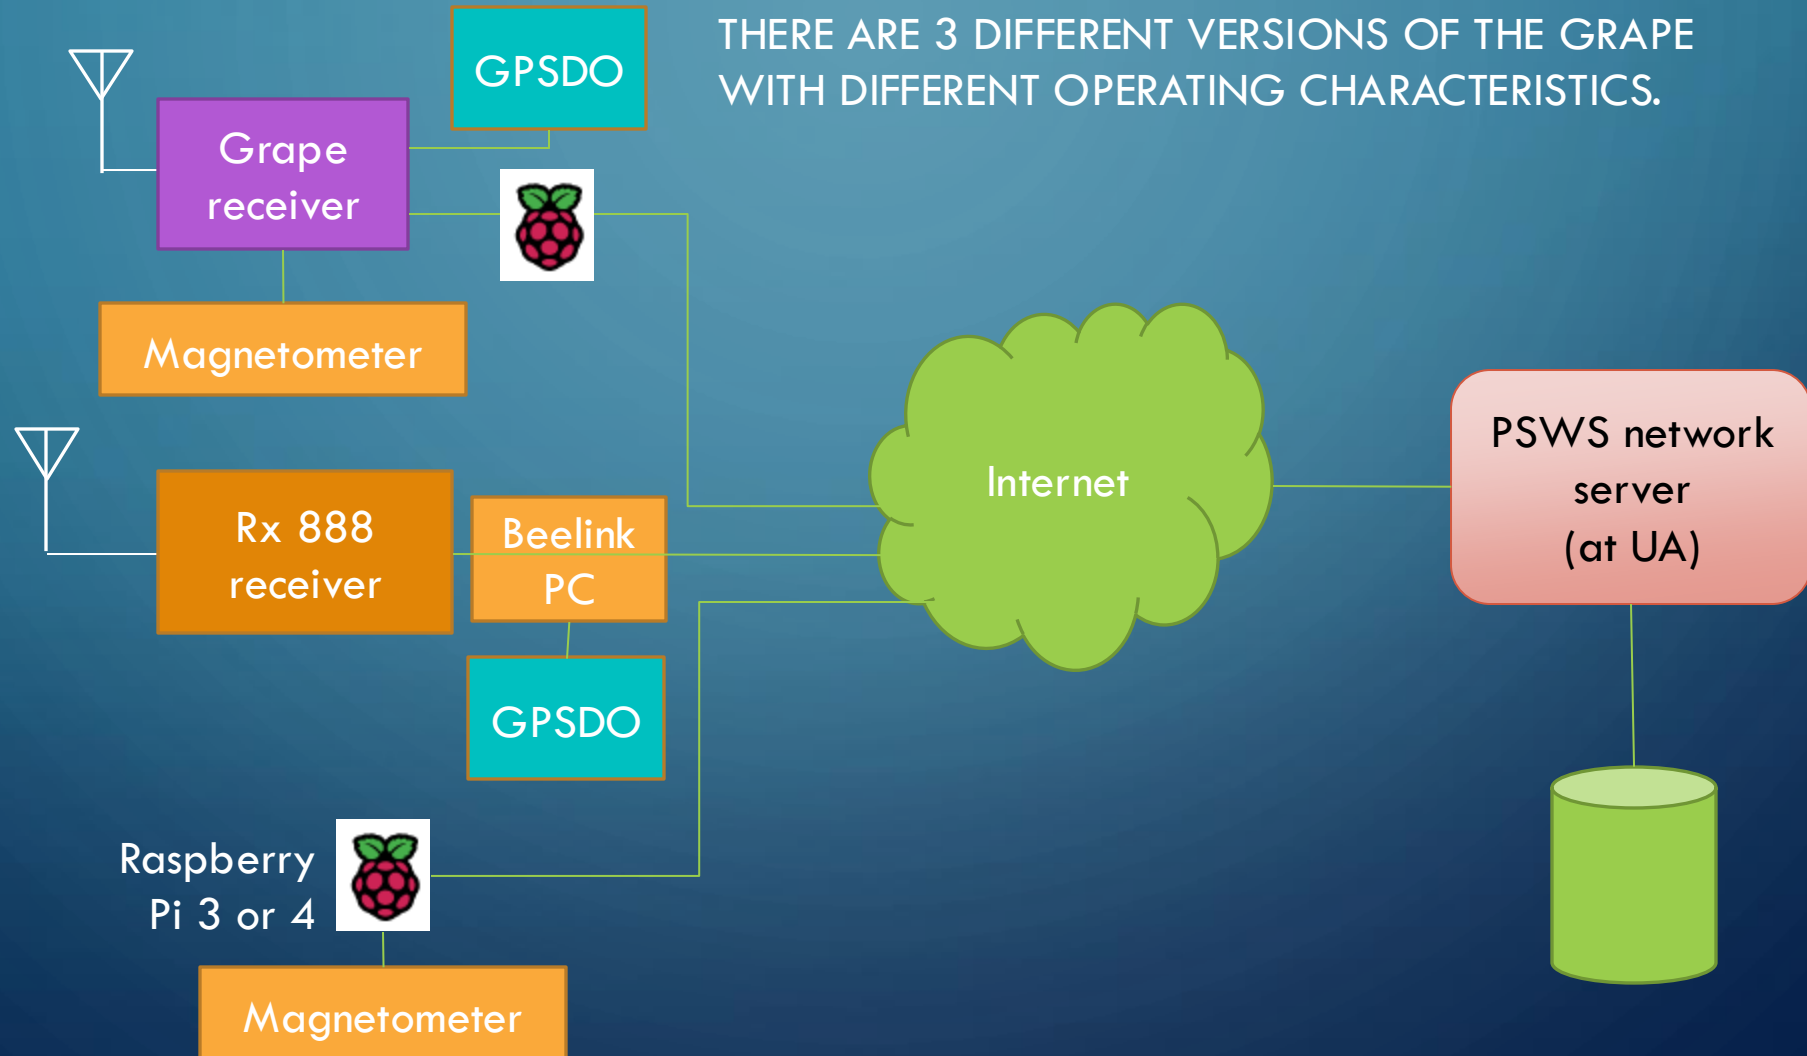 THERE ARE 3 DIFFERENT VERSIONS OF THE GRAPE
WITH DIFFERENT OPERATING CHARACTERISTICS.
GPSDO
Grape
receiver
Magnetometer
Rx 888
receiver
Beelink
PC
GPSDO
Internet
PSWS network
server
(at UA)
Raspberry
Pi 3 or 4
Magnetometer